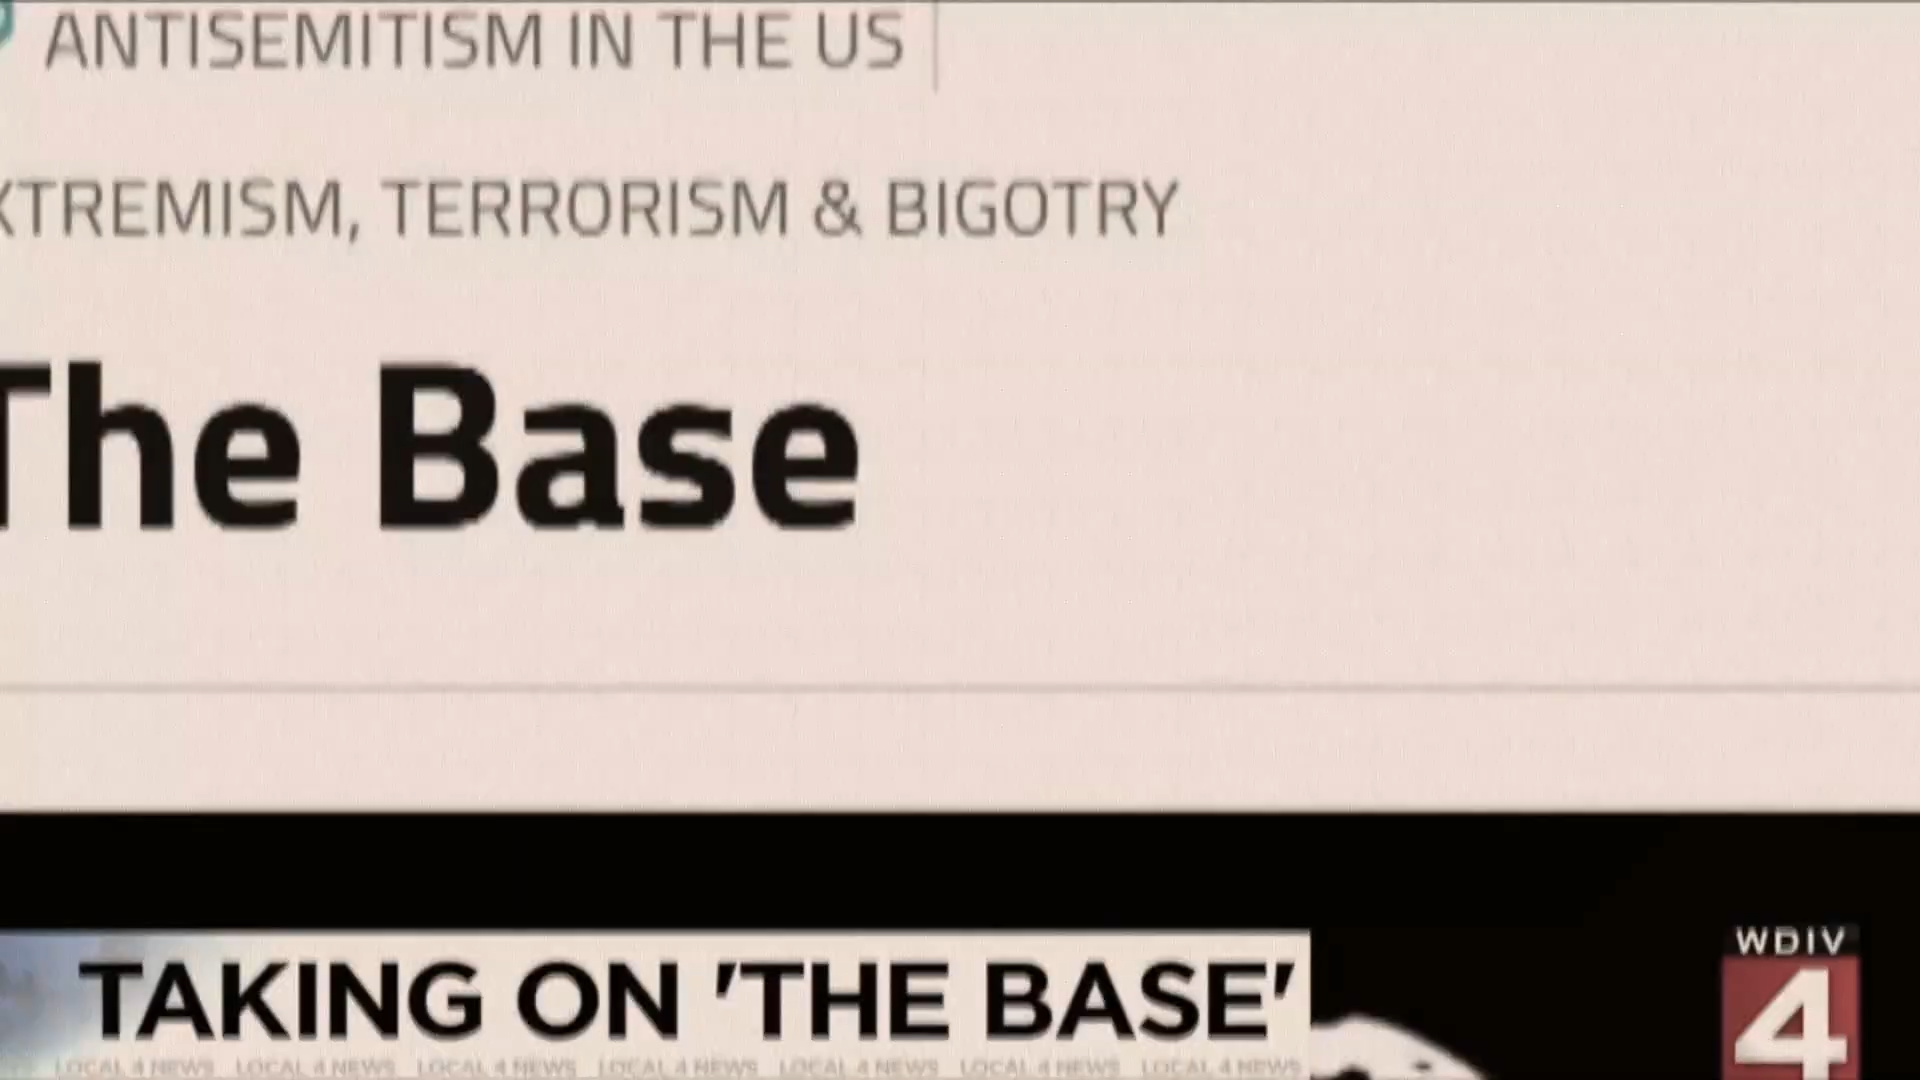 ANTISEMITISM IN THE US
XTREMISM, TERRORISM & BIGOTRY
The Base
WDIV
TAKING ON 'THE BASE'
4
LOCAL 4 NEWS LOCAL 4 NEWS LOCAL 4 NEWS LOCAL 4 NEWS LOCAL 4 NEWS LOCAL 4 NEWS LOCAL 4 NEWS